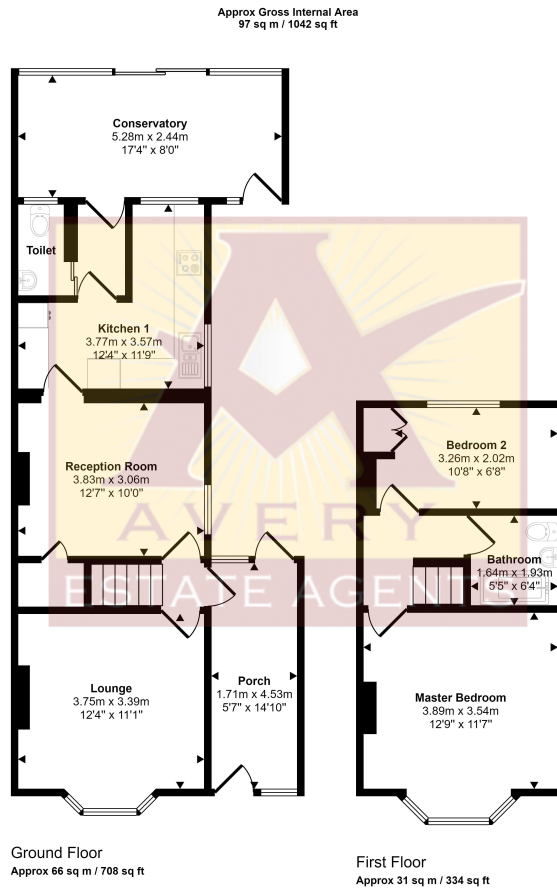 Approx Gross Internal Area
97 sq m / 1042 sq ft
Conservatory
5.28m x 2.44m
17'4" x 8'0"
Toilet
Kitchen 1
3.77m x 3.57m
12'4" x 11'9"
Reception Room
3.83m x 3.06m
12'7" x 10'0"
Bedroom 2
3.26m x 2.02m
10'8" x 6'8"
AVERY
ESTATE AGENTS
Bathroom
1.64m x 1.93m
5'5" x 6'4"
Lounge
3.75m x 3.39m
12'4" x 11'1"
Porch
1.71m x 4.53m
5'7" x 14'10"
Master Bedroom
3.89m x 3.54m
12'9" x 11'7"
Ground Floor
Approx 66 sq m / 708 sq ft
First Floor
Approx 31 sq m / 334 sq ft